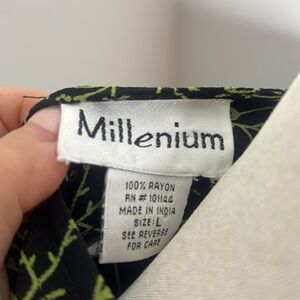 Millenium
100% RAYON
RN # 101144
MADE IN INDIA
SIZE: L
SEE REVERSE
FOR CARE